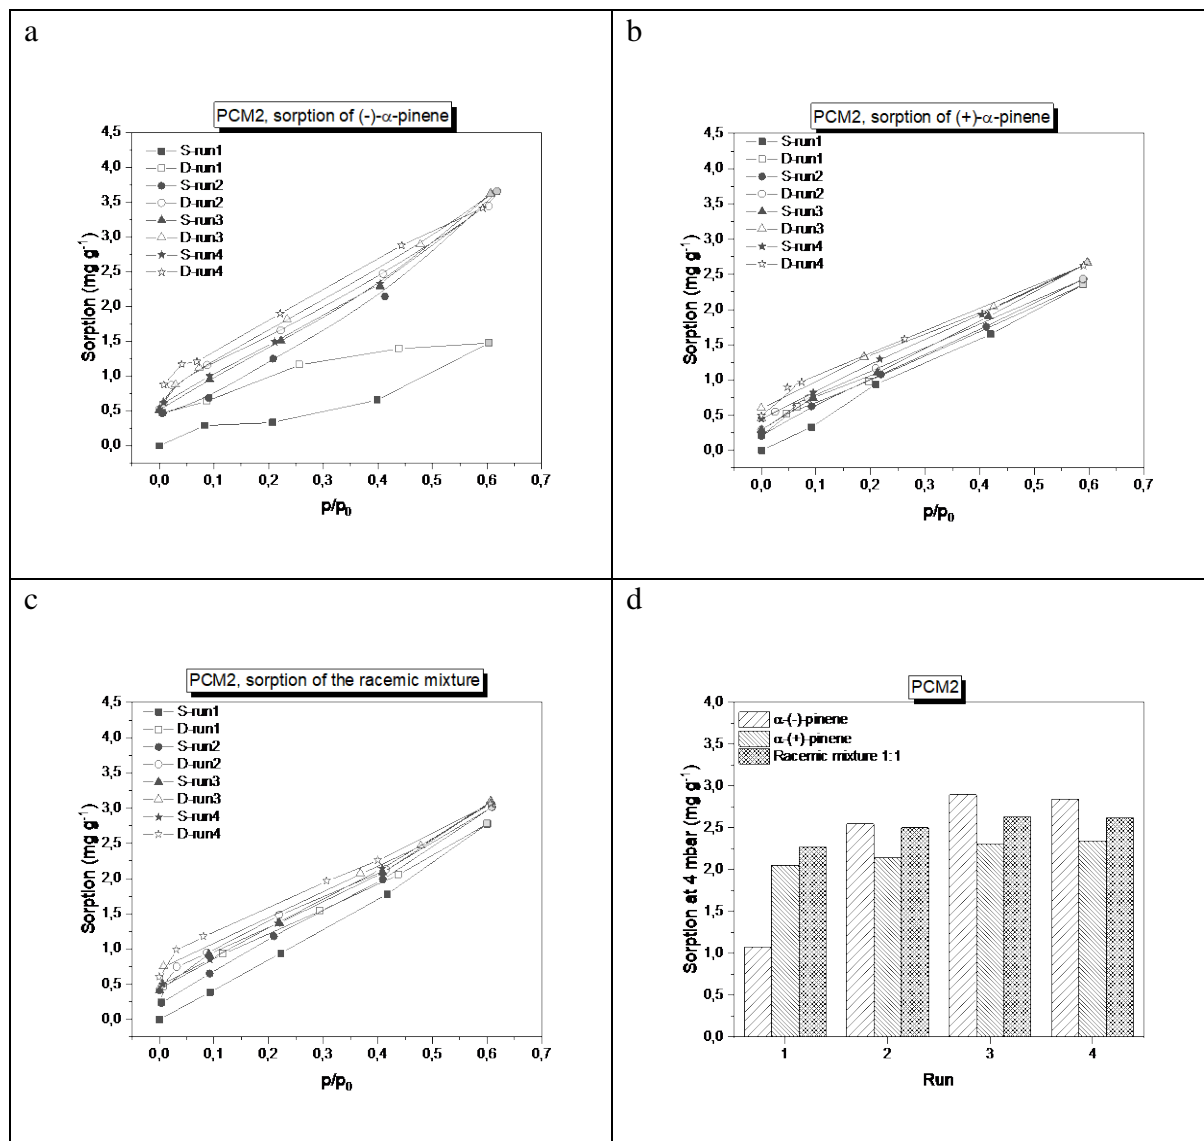 a
PCM2, sorption of (-)-α-pinene
4,5
4,0
3,5
3,0
2,5
2,0
1,5
1,0
0,5
0,0
Sorption (mg g⁻¹)
S-run1
D-run1
S-run2
D-run2
S-run3
D-run3
S-run4
D-run4
0,0 0,1 0,2 0,3 0,4 0,5 0,6 0,7
p/p₀
b
PCM2, sorption of (+)-α-pinene
4,5
4,0
3,5
3,0
2,5
2,0
1,5
1,0
0,5
0,0
Sorption (mg g⁻¹)
S-run1
D-run1
S-run2
D-run2
S-run3
D-run3
S-run4
D-run4
0,0 0,1 0,2 0,3 0,4 0,5 0,6 0,7
p/p₀
c
PCM2, sorption of the racemic mixture
4,5
4,0
3,5
3,0
2,5
2,0
1,5
1,0
0,5
0,0
Sorption (mg g⁻¹)
S-run1
D-run1
S-run2
D-run2
S-run3
D-run3
S-run4
D-run4
0,0 0,1 0,2 0,3 0,4 0,5 0,6 0,7
p/p₀
d
PCM2
4,0
3,5
3,0
2,5
2,0
1,5
1,0
0,5
0,0
Sorption at 4 mbar (mg g⁻¹)
α-(-)-pinene
α-(+)-pinene
Racemic mixture 1:1
1 2 3 4
Run